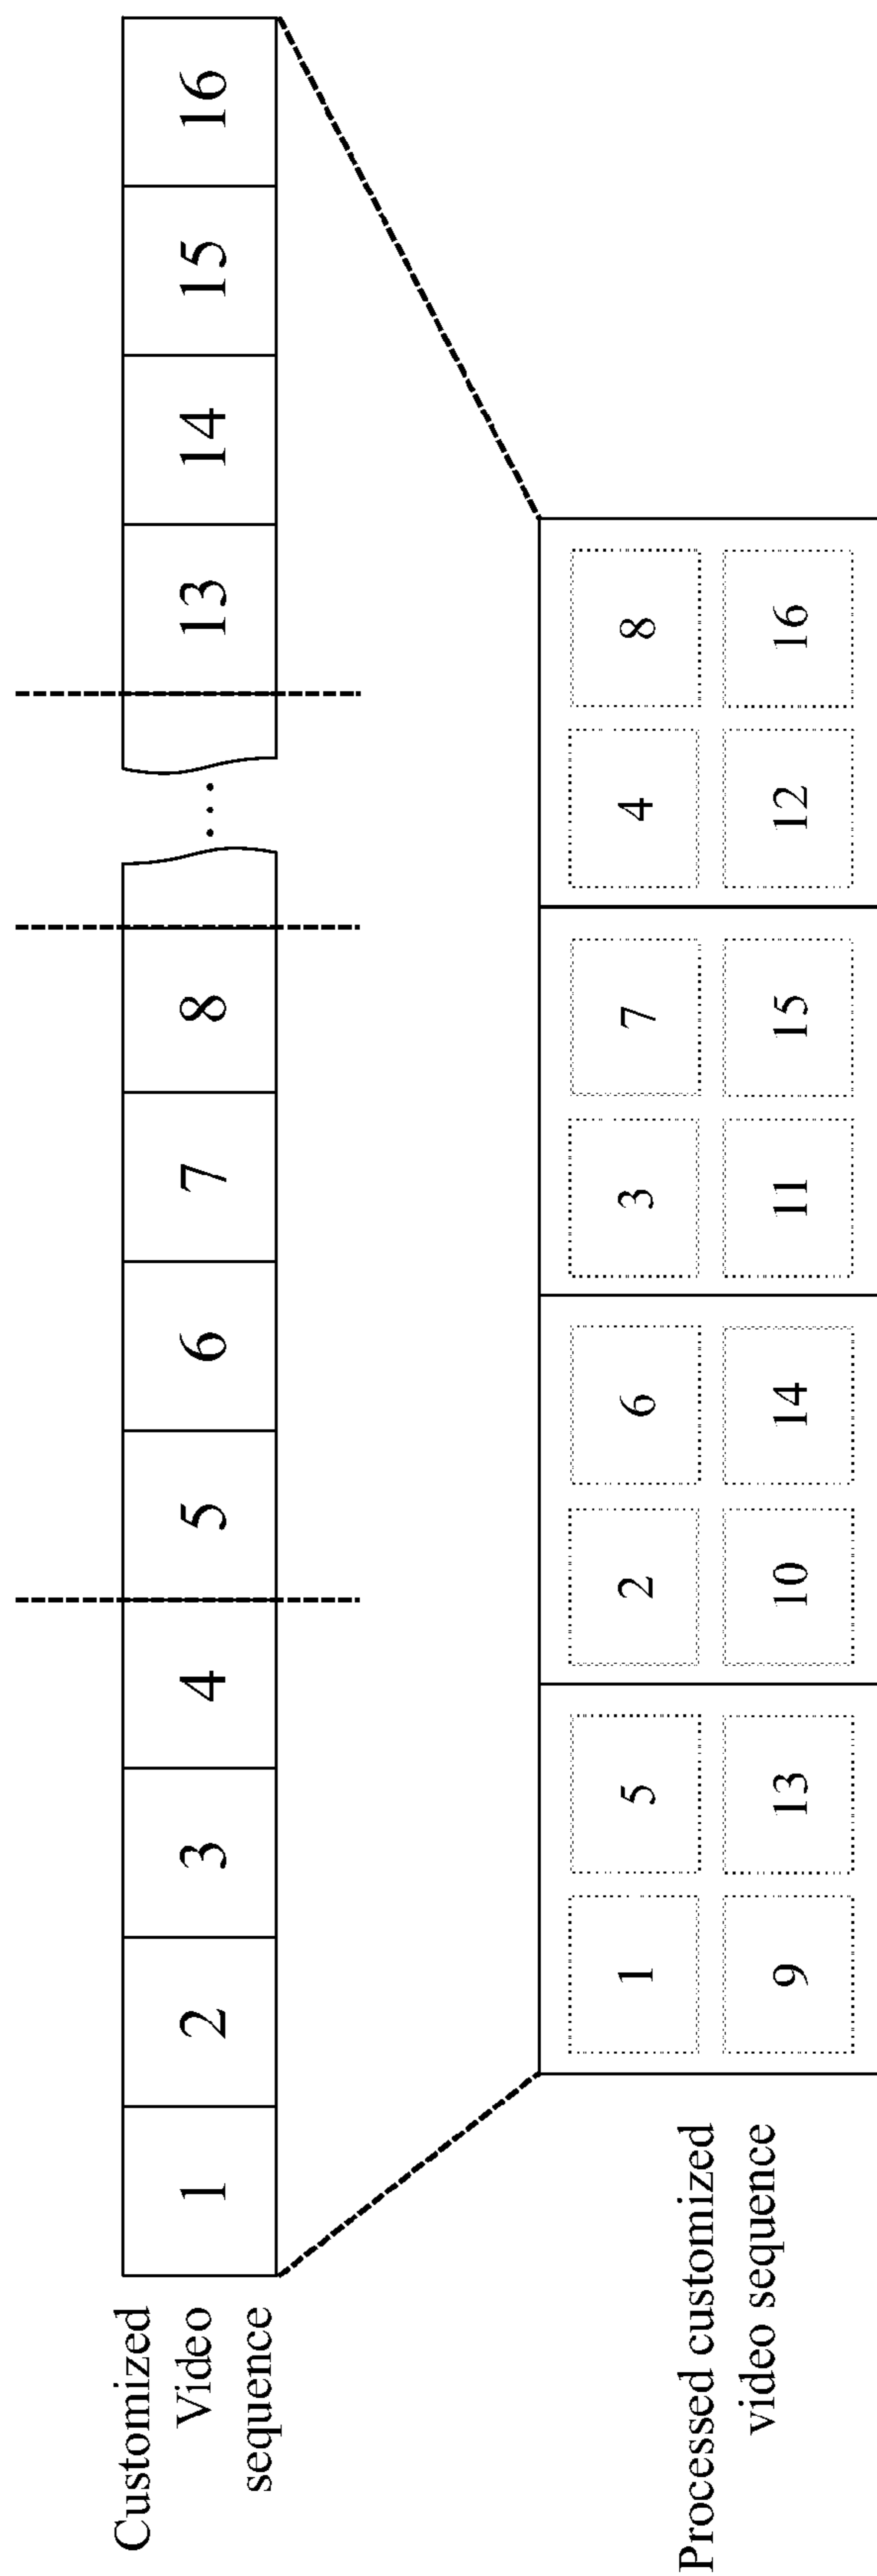 Customized
Video
sequence
1 2 3 4 5 6 7 8 ... 13 14 15 16
Processed customized
video sequence
1 5 2 6 3 7 4 8
9 13 10 14 11 15 12 16